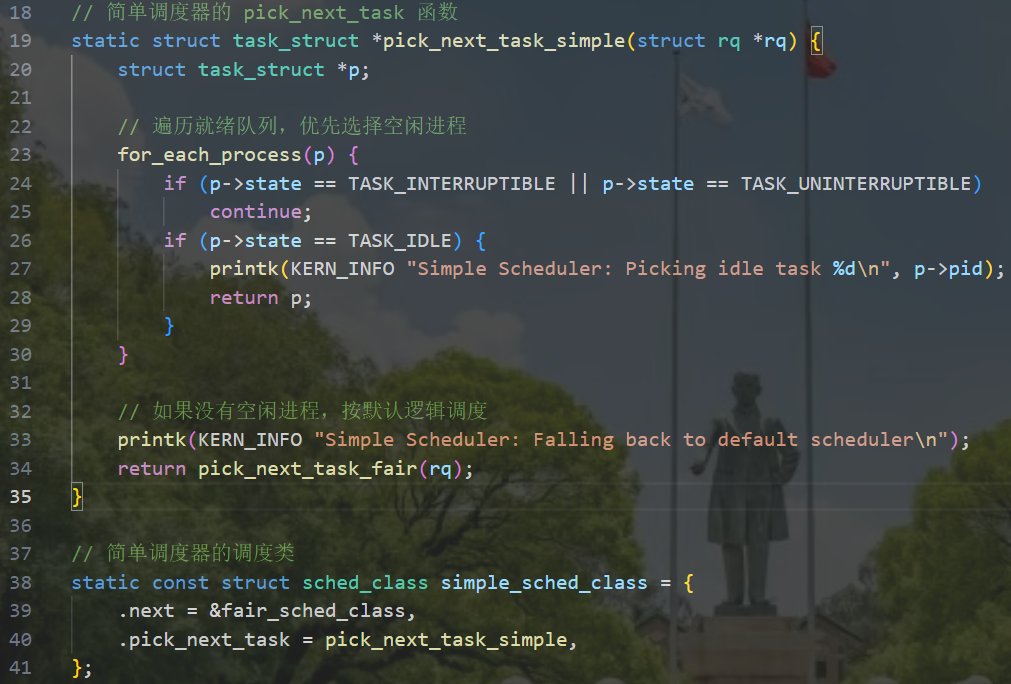 18 // 简单调度器的 pick_next_task 函数
19 static struct task_struct *pick_next_task_simple(struct rq *rq) {
20     struct task_struct *p;
21
22     // 遍历就绪队列，优先选择空闲进程
23     for_each_process(p) {
24         if (p->state == TASK_INTERRUPTIBLE || p->state == TASK_UNINTERRUPTIBLE)
25             continue;
26         if (p->state == TASK_IDLE) {
27             printk(KERN_INFO "Simple Scheduler: Picking idle task %d\n", p->pid);
28             return p;
29         }
30     }
31
32     // 如果没有空闲进程，按默认逻辑调度
33     printk(KERN_INFO "Simple Scheduler: Falling back to default scheduler\n");
34     return pick_next_task_fair(rq);
35 }
36
37 // 简单调度器的调度类
38 static const struct sched_class simple_sched_class = {
39     .next = &fair_sched_class,
40     .pick_next_task = pick_next_task_simple,
41 };